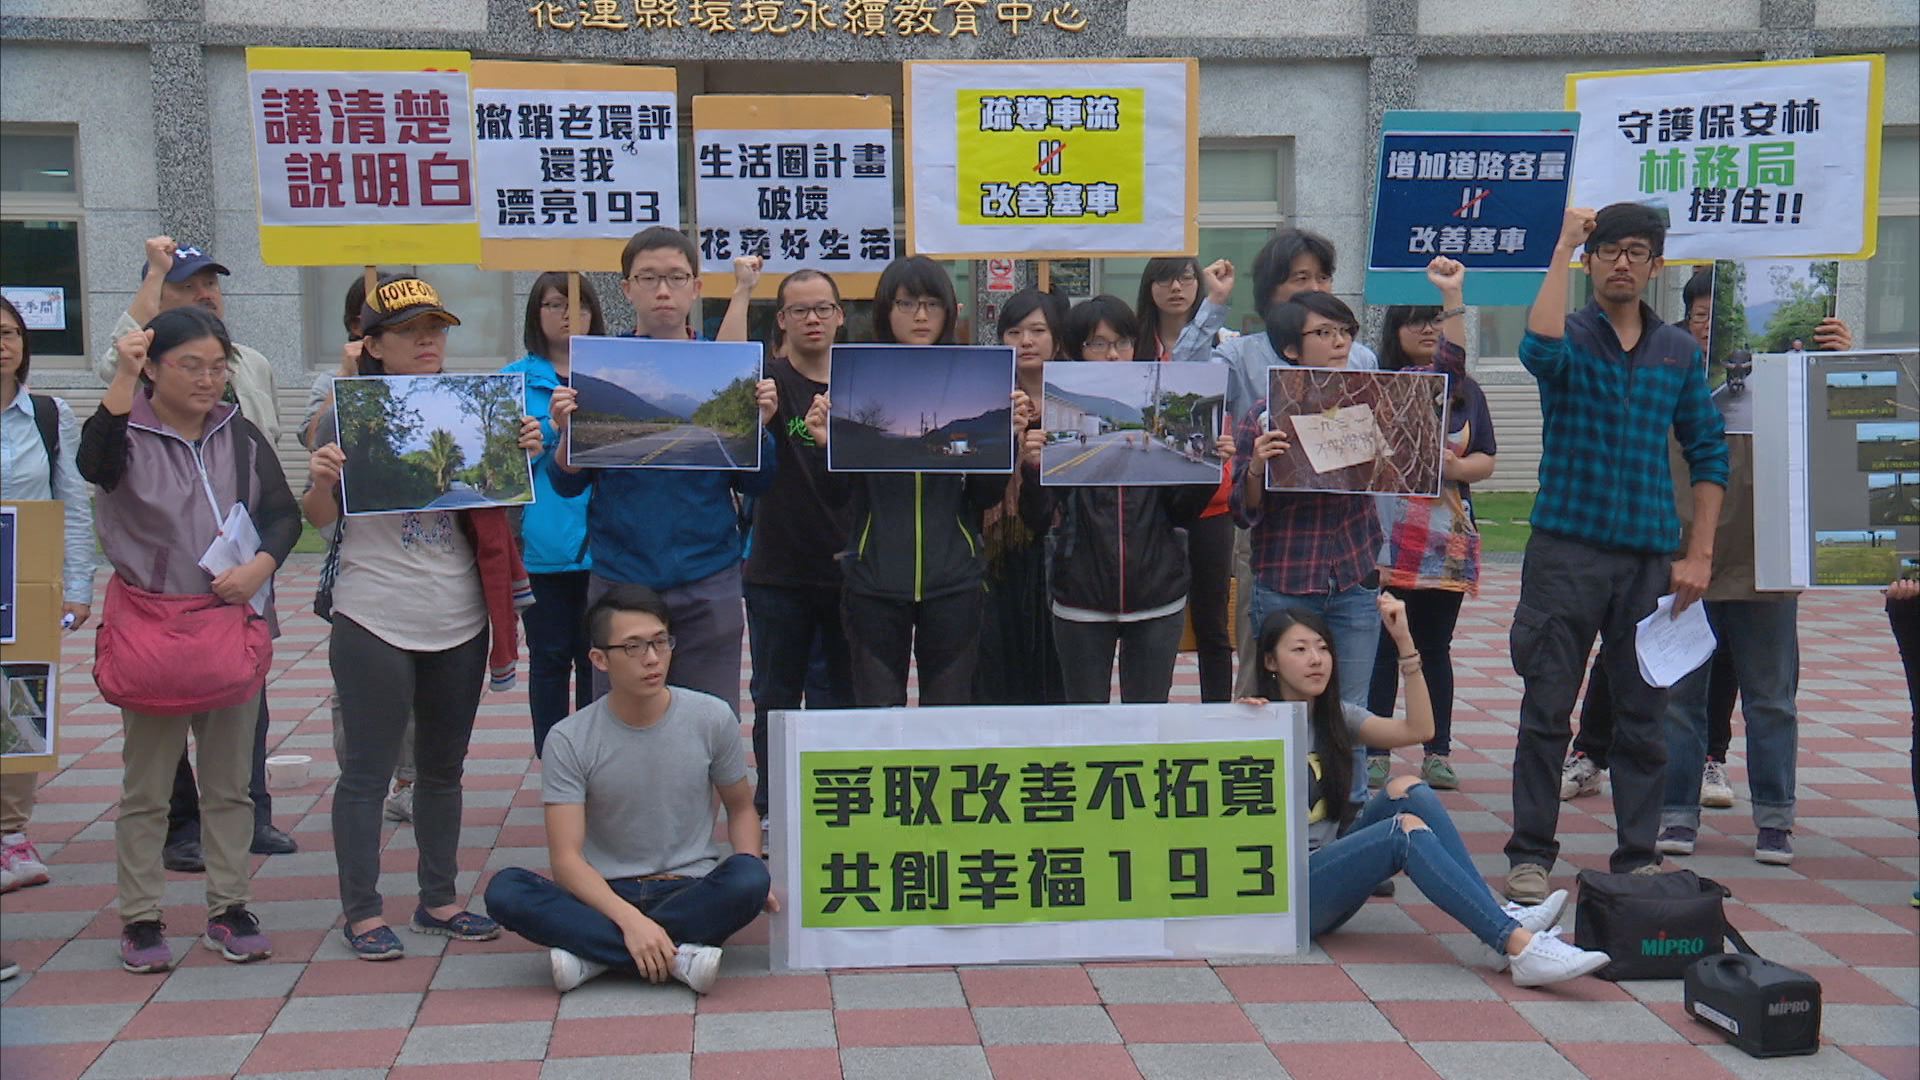 花蓮縣環境永續教育中心
講清楚
説明白
撤銷老環評
還我
漂亮193
生活圈計畫
破壞
花蓮好生活
疏導車流
改善塞車
增加道路容量
改善塞車
守護保安林
林務局
撐住!!
LOVE
爭取改善不拓寬
共創幸福193
MIPRO
MIPRO